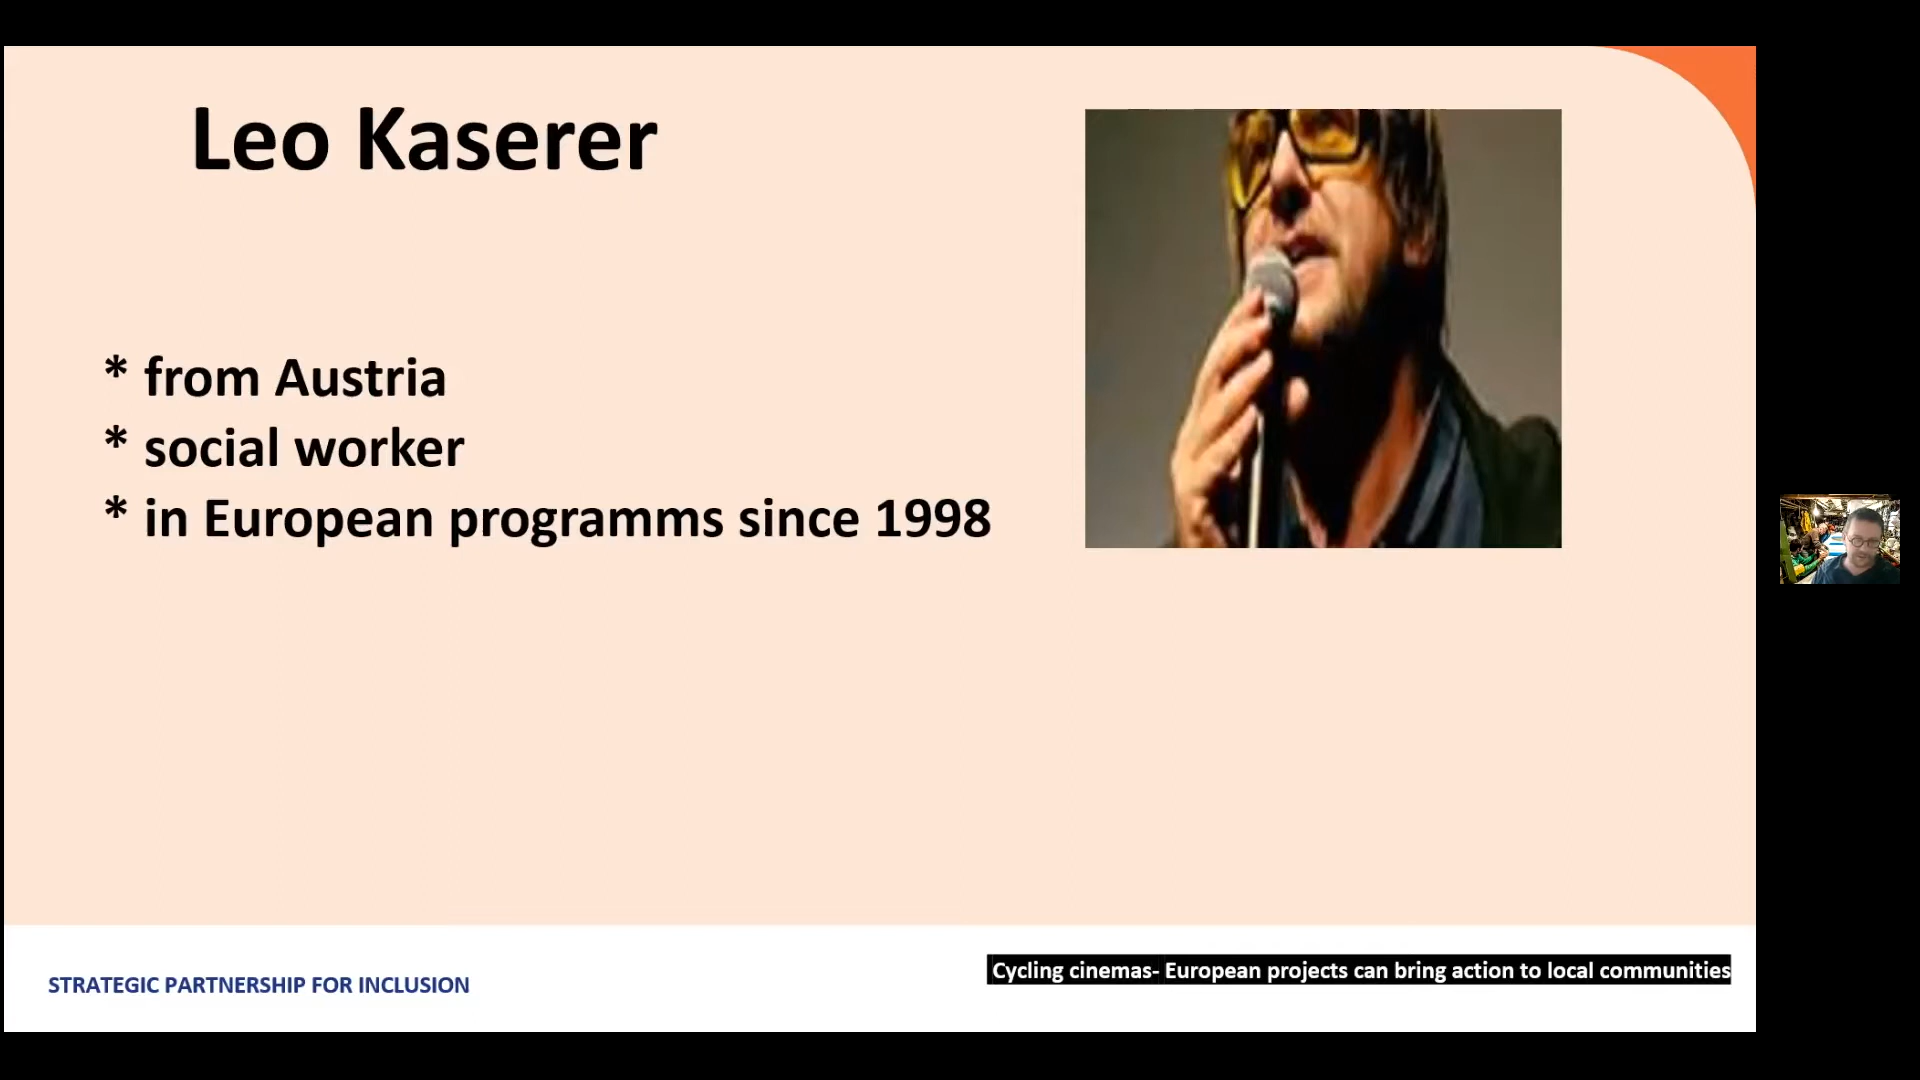 Leo Kaserer
* from Austria
* social worker
* in European programms since 1998
STRATEGIC PARTNERSHIP FOR INCLUSION
Cycling cinemas- European projects can bring action to local communities